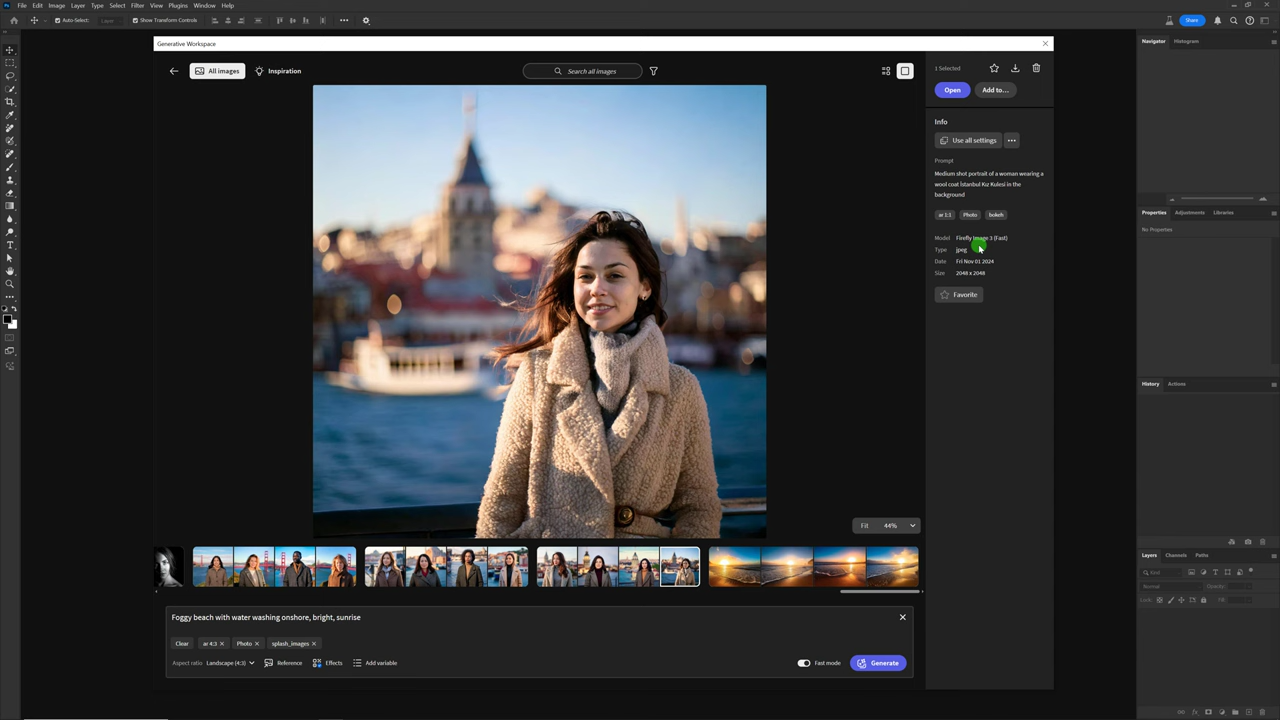 File Edit Image Layer Type Select Filter View Plugins Window Help
Auto-Select: Layer Show Transform Controls Share
Generative Workspace
All images Inspiration Search all images
1 Selected
Open Add to...
Info
Use all settings
Prompt
Medium shot portrait of a woman wearing a
wool coat İstanbul Kız Kulesi in the
background
ar 1:1 Photo bokeh
Model Firefly Image 3 (Fast)
Type jpeg
Date Fri Nov 01 2024
Size 2048 x 2048
Favorite
Fit 44%
Foggy beach with water washing onshore, bright, sunrise
Clear ar 4:3 Photo splash_images
Aspect ratio Landscape (4:3) Reference Effects Add variable Fast mode Generate
Navigator Histogram
Properties Adjustments Libraries
No Properties
History Actions
Layers Channels Paths
Kind
Normal Opacity:
Lock: Fill: